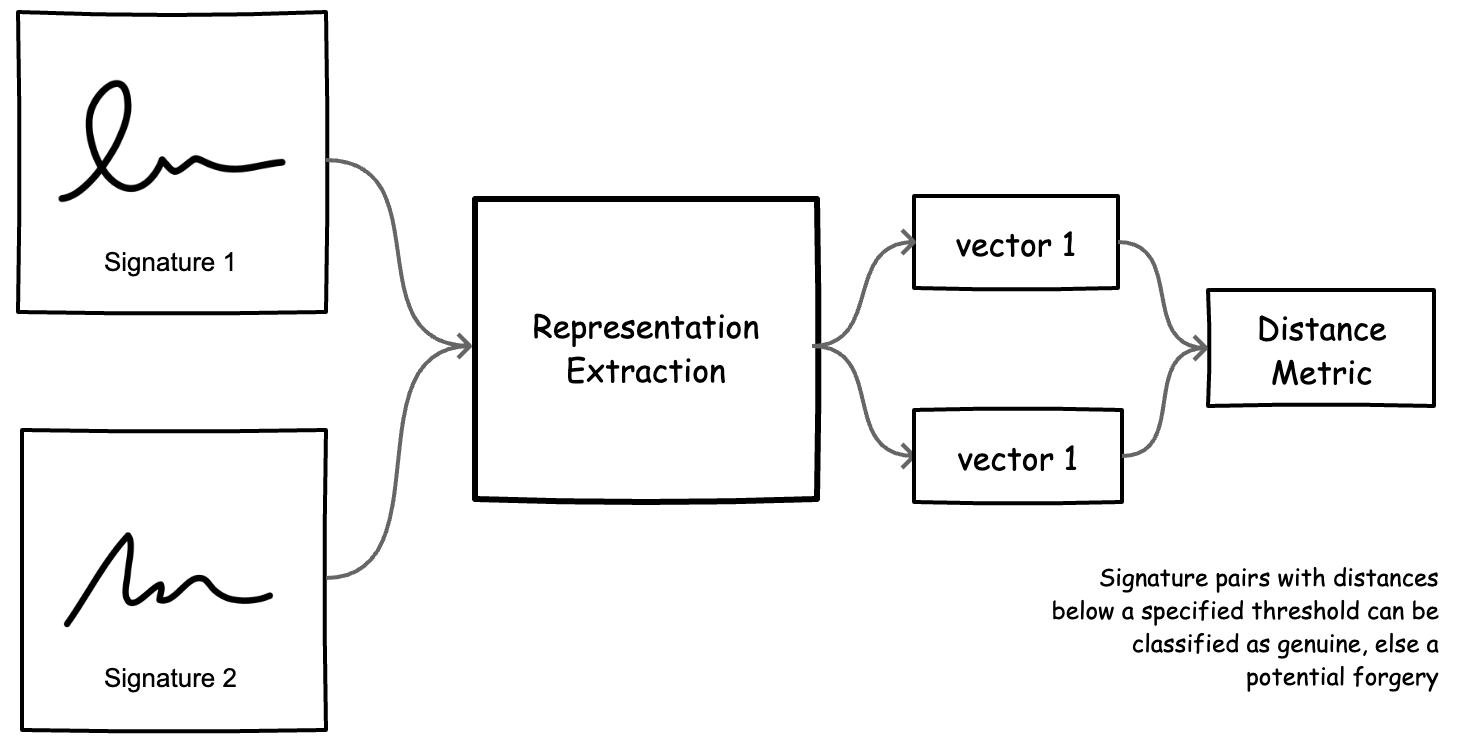 Signature 1
Signature 2
Representation
Extraction
vector 1
vector 1
Distance
Metric
Signature pairs with distances
below a specified threshold can be
classified as genuine, else a
potential forgery